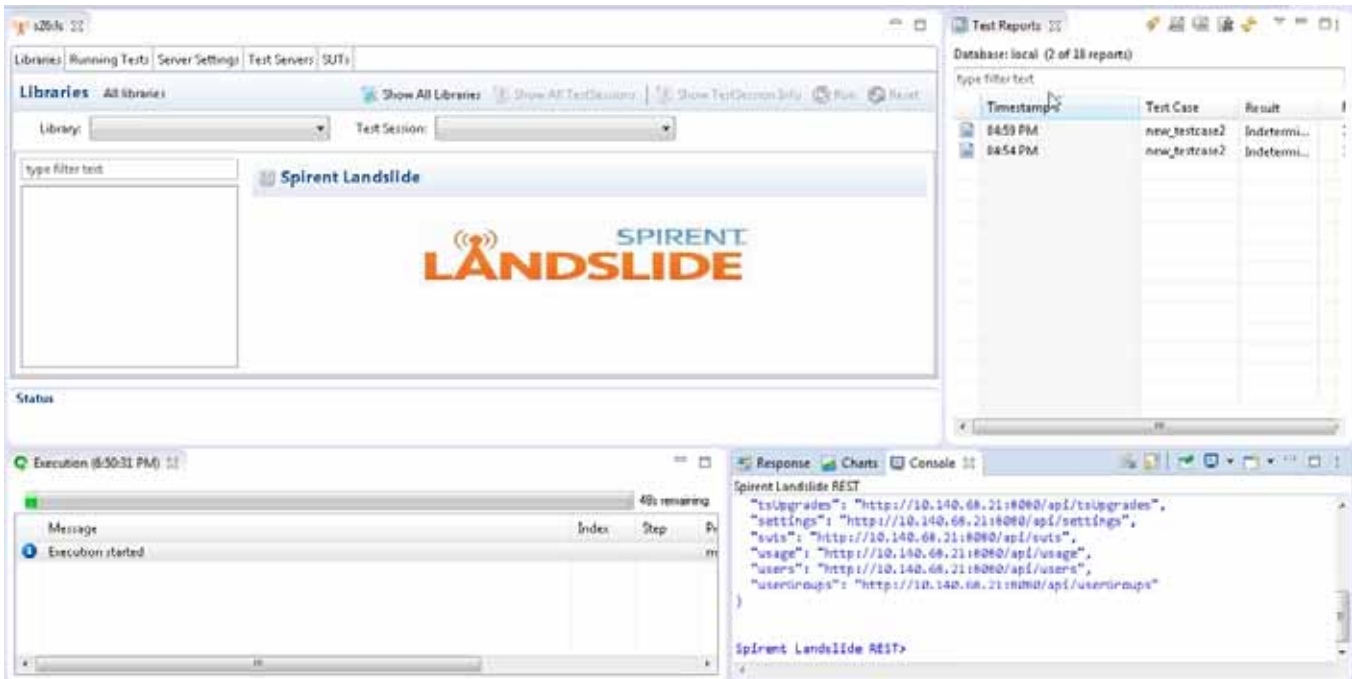 s26.ls
Libraries Running Tests Server Settings Test Servers SUTs
Libraries All libraries Show All Libraries Show All TestSessions Show TestSession Info Run Reset
Library: Test Session:
type filter text
Spirent Landslide
SPIRENT
LANDSLIDE
Status
Test Reports
Database: local (2 of 18 reports)
type filter text
Timestamp Test Case Result
04:59 PM new_testcase2 Indetermi...
04:54 PM new_testcase2 Indetermi...
Execution (6:50:31 PM)
48s remaining
Message Index Step
Execution started
Response Charts Console
Spirent Landslide REST
"tsUpgrades": "http://10.140.68.21:8080/api/tsUpgrades",
"settings": "http://10.140.68.21:8080/api/settings",
"suts": "http://10.140.68.21:8080/api/suts",
"usage": "http://10.140.68.21:8080/api/usage",
"users": "http://10.140.68.21:8080/api/users",
"userGroups": "http://10.140.68.21:8080/api/userGroups"
}
Spirent Landslide REST>